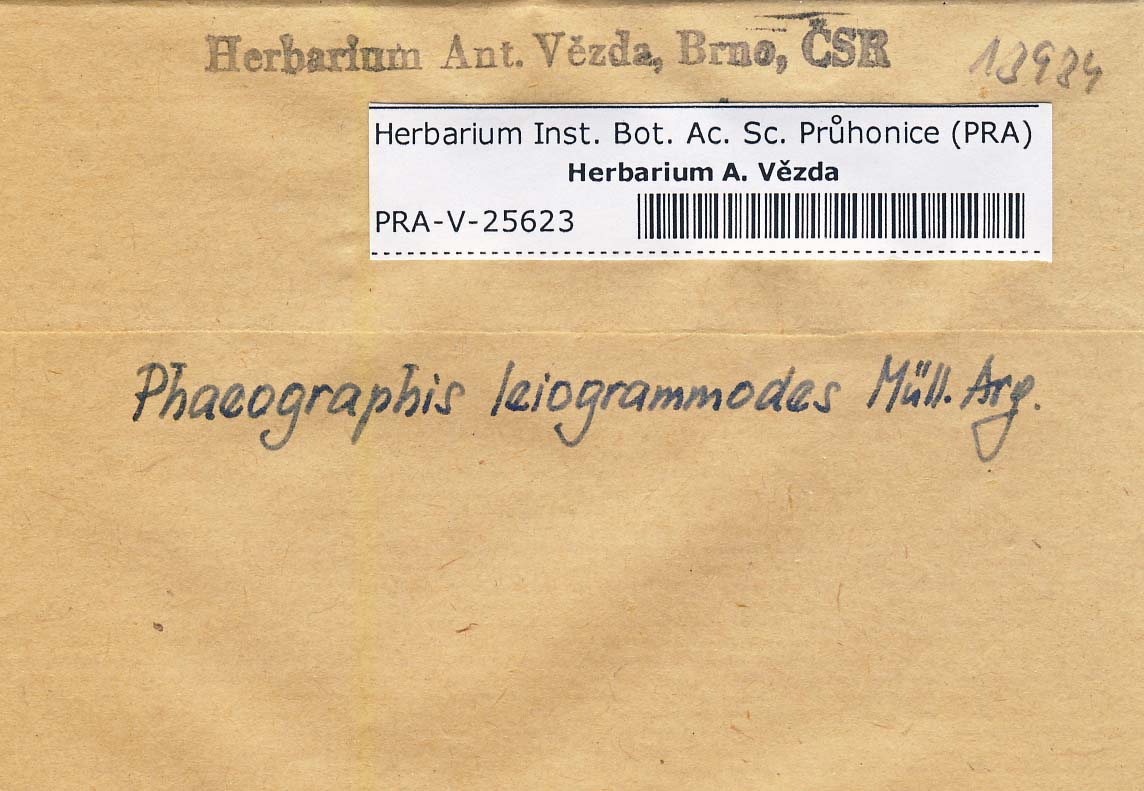 Herbarium Ant. Vězda, Brno, ČSR
13984
Herbarium Inst. Bot. Ac. Sc. Průhonice (PRA)
Herbarium A. Vězda
PRA-V-25623
Phaeographis leiogrammodes Müll. Arg.